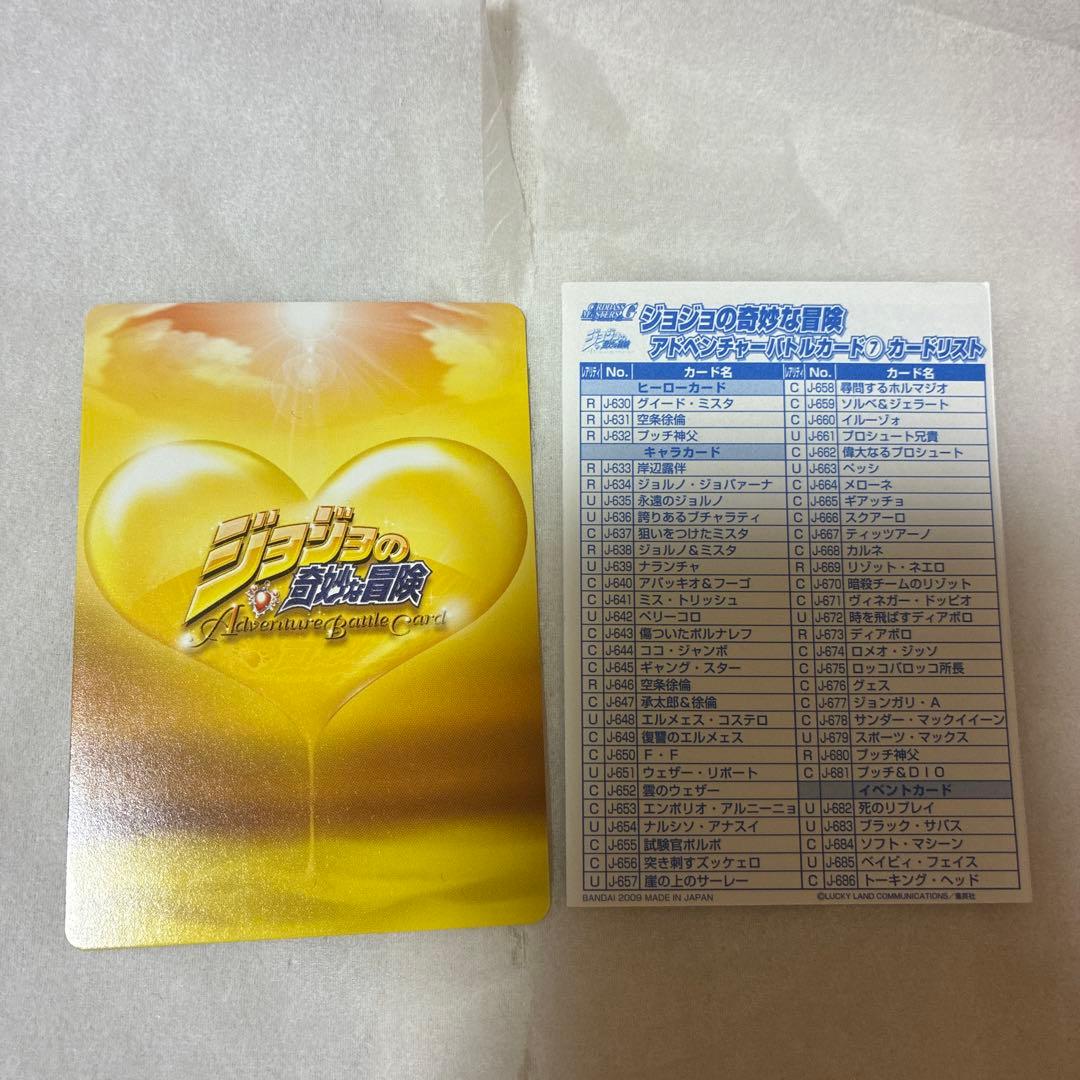 ジョジョの
奇妙な冒険
Adventure Battle Card
CARDDASS MASTERS G
ジョジョの奇妙な冒険
ジョジョの奇妙な冒険
アドベンチャーバトルカード⑦ カードリスト
レアリティ No. カード名
ヒーローカード
R J-630 グイード・ミスタ
R J-631 空条徐倫
R J-632 プッチ神父
キャラカード
R J-633 岸辺露伴
R J-634 ジョルノ・ジョバァーナ
U J-635 永遠のジョルノ
U J-636 誇りあるブチャラティ
C J-637 狙いをつけたミスタ
R J-638 ジョルノ&ミスタ
U J-639 ナランチャ
C J-640 アバッキオ&フーゴ
C J-641 ミス・トリッシュ
U J-642 ペリーコロ
C J-643 傷ついたポルナレフ
C J-644 ココ・ジャンボ
C J-645 ギャング・スター
R J-646 空条徐倫
C J-647 承太郎&徐倫
U J-648 エルメェス・コステロ
C J-649 復讐のエルメェス
C J-650 F・F
U J-651 ウェザー・リポート
C J-652 雲のウェザー
C J-653 エンポリオ・アルニーニョ
U J-654 ナルシソ・アナスイ
C J-655 試験官ポルポ
C J-656 突き刺すズッケェロ
U J-657 崖の上のサーレー
レアリティ No. カード名
C J-658 尋問するホルマジオ
C J-659 ソルベ&ジェラート
C J-660 イルーゾォ
U J-661 プロシュート兄貴
C J-662 偉大なるプロシュート
U J-663 ペッシ
C J-664 メローネ
C J-665 ギアッチョ
C J-666 スクアーロ
C J-667 ティッツアーノ
C J-668 カルネ
R J-669 リゾット・ネエロ
C J-670 暗殺チームのリゾット
C J-671 ヴィネガー・ドッピオ
U J-672 時を飛ばすディアボロ
R J-673 ディアボロ
C J-674 ロメオ・ジッソ
C J-675 ロッコバロッコ所長
C J-676 グェス
C J-677 ジョンガリ・A
C J-678 サンダー・マックイイーン
U J-679 スポーツ・マックス
R J-680 プッチ神父
C J-681 プッチ&DIO
イベントカード
U J-682 死のリプレイ
U J-683 ブラック・サバス
C J-684 ソフト・マシーン
U J-685 ベイビィ・フェイス
C J-686 トーキング・ヘッド
BANDAI 2009 MADE IN JAPAN
©LUCKY LAND COMMUNICATIONS/集英社